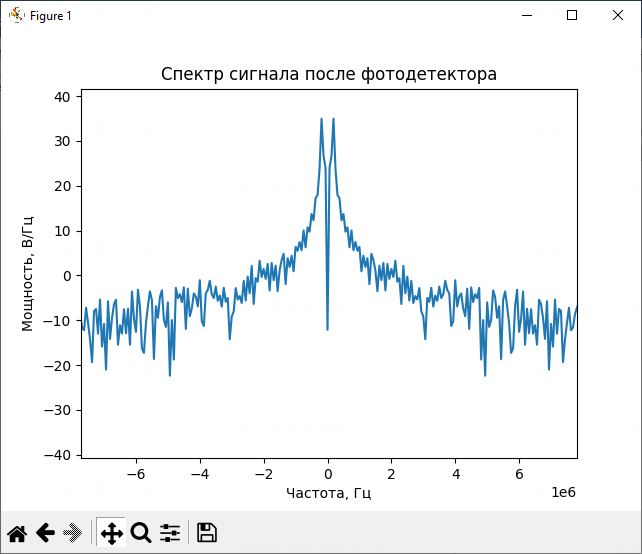 Figure 1
Спектр сигнала после фотодетектора
40
30
20
10
0
−10
−20
−30
−40
Мощность, В/Гц
−6 −4 −2 0 2 4 6
Частота, Гц 1e6